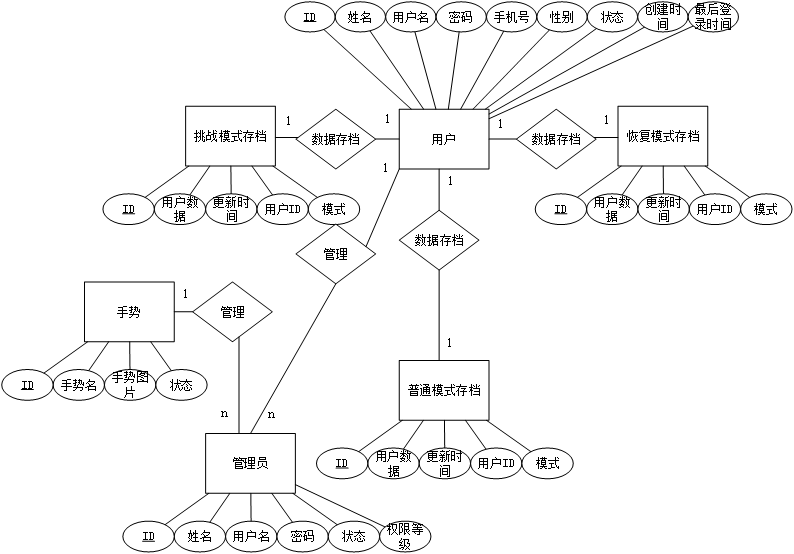 ID
姓名
用户名
密码
手机号
性别
状态
创建时
间
最后登
录时间
挑战模式存档
1
数据存档
1
用户
1
数据存档
1
恢复模式存档
1
1
ID
用户数
据
更新时
间
用户ID
模式
ID
用户数
据
更新时
间
用户ID
模式
管理
数据存档
手势
1
管理
1
ID
手势名
手势图
片
状态
普通模式存档
n
n
管理员
ID
用户数
据
更新时
间
用户ID
模式
ID
姓名
用户名
密码
状态
权限等
级